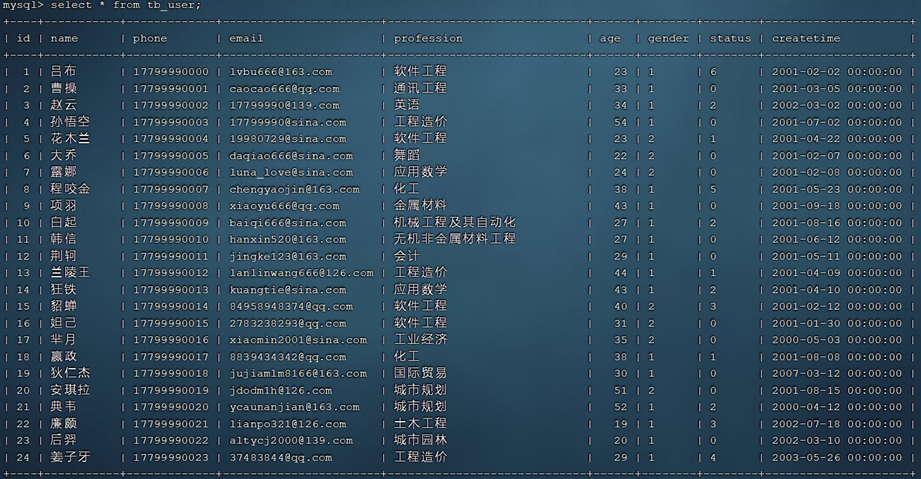 mysql> select * from tb_user;
| id | name | phone | email | profession | age | gender | status | createtime |
| 1 | 吕布 | 17799990000 | lvbu666@163.com | 软件工程 | 23 | 1 | 6 | 2001-02-02 00:00:00 |
| 2 | 曹操 | 17799990001 | caocao666@qq.com | 通讯工程 | 33 | 1 | 0 | 2001-03-05 00:00:00 |
| 3 | 赵云 | 17799990002 | 17799990@139.com | 英语 | 34 | 1 | 2 | 2002-03-02 00:00:00 |
| 4 | 孙悟空 | 17799990003 | 17799990@sina.com | 工程造价 | 54 | 1 | 0 | 2001-07-02 00:00:00 |
| 5 | 花木兰 | 17799990004 | 19980729@sina.com | 软件工程 | 23 | 2 | 1 | 2001-04-22 00:00:00 |
| 6 | 大乔 | 17799990005 | daqiao666@sina.com | 舞蹈 | 22 | 2 | 0 | 2001-02-07 00:00:00 |
| 7 | 露娜 | 17799990006 | luna_love@sina.com | 应用数学 | 24 | 2 | 0 | 2001-02-08 00:00:00 |
| 8 | 程咬金 | 17799990007 | chengyaojin@163.com | 化工 | 38 | 1 | 5 | 2001-05-23 00:00:00 |
| 9 | 项羽 | 17799990008 | xiaoyu666@qq.com | 金属材料 | 43 | 1 | 0 | 2001-09-18 00:00:00 |
| 10 | 白起 | 17799990009 | baiqi666@sina.com | 机械工程及其自动化 | 27 | 1 | 2 | 2001-08-16 00:00:00 |
| 11 | 韩信 | 17799990010 | hanxin520@163.com | 无机非金属材料工程 | 27 | 1 | 0 | 2001-06-12 00:00:00 |
| 12 | 荆轲 | 17799990011 | jingke123@163.com | 会计 | 29 | 1 | 0 | 2001-05-11 00:00:00 |
| 13 | 兰陵王 | 17799990012 | lanlinwang666@126.com | 工程造价 | 44 | 1 | 1 | 2001-04-09 00:00:00 |
| 14 | 狂铁 | 17799990013 | kuangtie@sina.com | 应用数学 | 43 | 1 | 2 | 2001-04-10 00:00:00 |
| 15 | 貂蝉 | 17799990014 | 84958948374@qq.com | 软件工程 | 40 | 2 | 3 | 2001-02-12 00:00:00 |
| 16 | 妲己 | 17799990015 | 2783238293@qq.com | 软件工程 | 31 | 2 | 0 | 2001-01-30 00:00:00 |
| 17 | 芈月 | 17799990016 | xiaomin2001@sina.com | 工业经济 | 35 | 2 | 0 | 2000-05-03 00:00:00 |
| 18 | 嬴政 | 17799990017 | 8839434342@qq.com | 化工 | 38 | 1 | 1 | 2001-08-08 00:00:00 |
| 19 | 狄仁杰 | 17799990018 | jujiamlm8166@163.com | 国际贸易 | 30 | 1 | 0 | 2007-03-12 00:00:00 |
| 20 | 安琪拉 | 17799990019 | jdodm1h@126.com | 城市规划 | 51 | 2 | 0 | 2001-08-15 00:00:00 |
| 21 | 典韦 | 17799990020 | ycaunanjian@163.com | 城市规划 | 52 | 1 | 2 | 2000-04-12 00:00:00 |
| 22 | 廉颇 | 17799990021 | lianpo321@126.com | 土木工程 | 19 | 1 | 3 | 2002-07-18 00:00:00 |
| 23 | 后羿 | 17799990022 | altycj2000@139.com | 城市园林 | 20 | 1 | 0 | 2002-03-10 00:00:00 |
| 24 | 姜子牙 | 17799990023 | 37483844@qq.com | 工程造价 | 29 | 1 | 4 | 2003-05-26 00:00:00 |